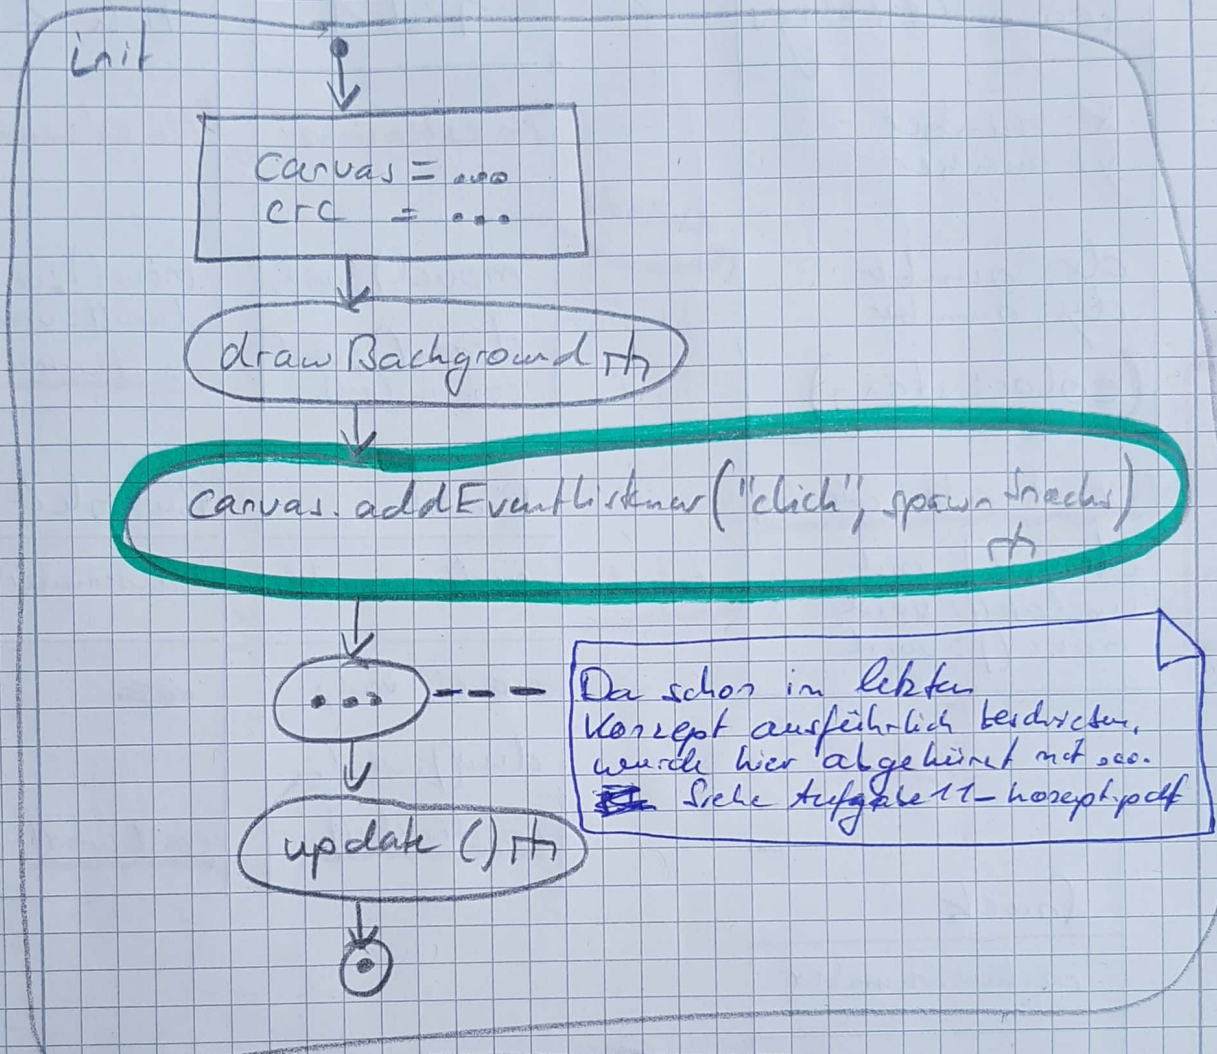 init
canvas = ...
crc = ...
drawBackground
canvas.addEventListener("click", spawnSnacks)
...
Da schon im letzten
Konzept ausführlich beschrieben,
wurde hier abgekürzt mit ...
Siehe Aufgabe11-Konzept.pdf
update()